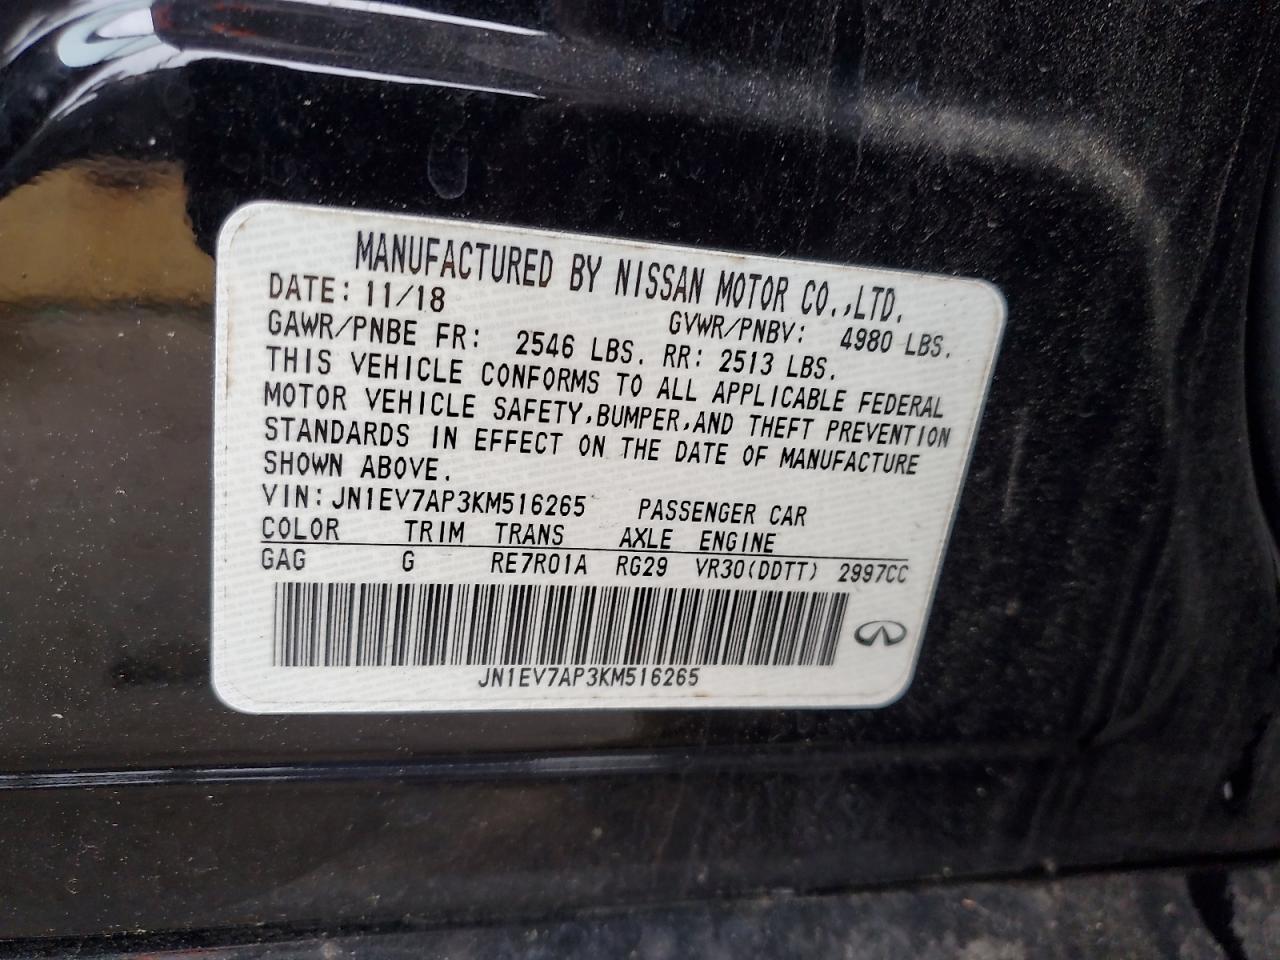 MANUFACTURED BY NISSAN MOTOR CO.,LTD.
DATE: 11/18
GVWR/PNBV: 4980 LBS.
GAWR/PNBE FR: 2546 LBS. RR: 2513 LBS.
THIS VEHICLE CONFORMS TO ALL APPLICABLE FEDERAL
MOTOR VEHICLE SAFETY,BUMPER,AND THEFT PREVENTION
STANDARDS IN EFFECT ON THE DATE OF MANUFACTURE
SHOWN ABOVE.
VIN: JN1EV7AP3KM516265 PASSENGER CAR
COLOR TRIM TRANS AXLE ENGINE
GAG G RE7R01A RG29 VR30(DDTT) 2997CC
JN1EV7AP3KM516265